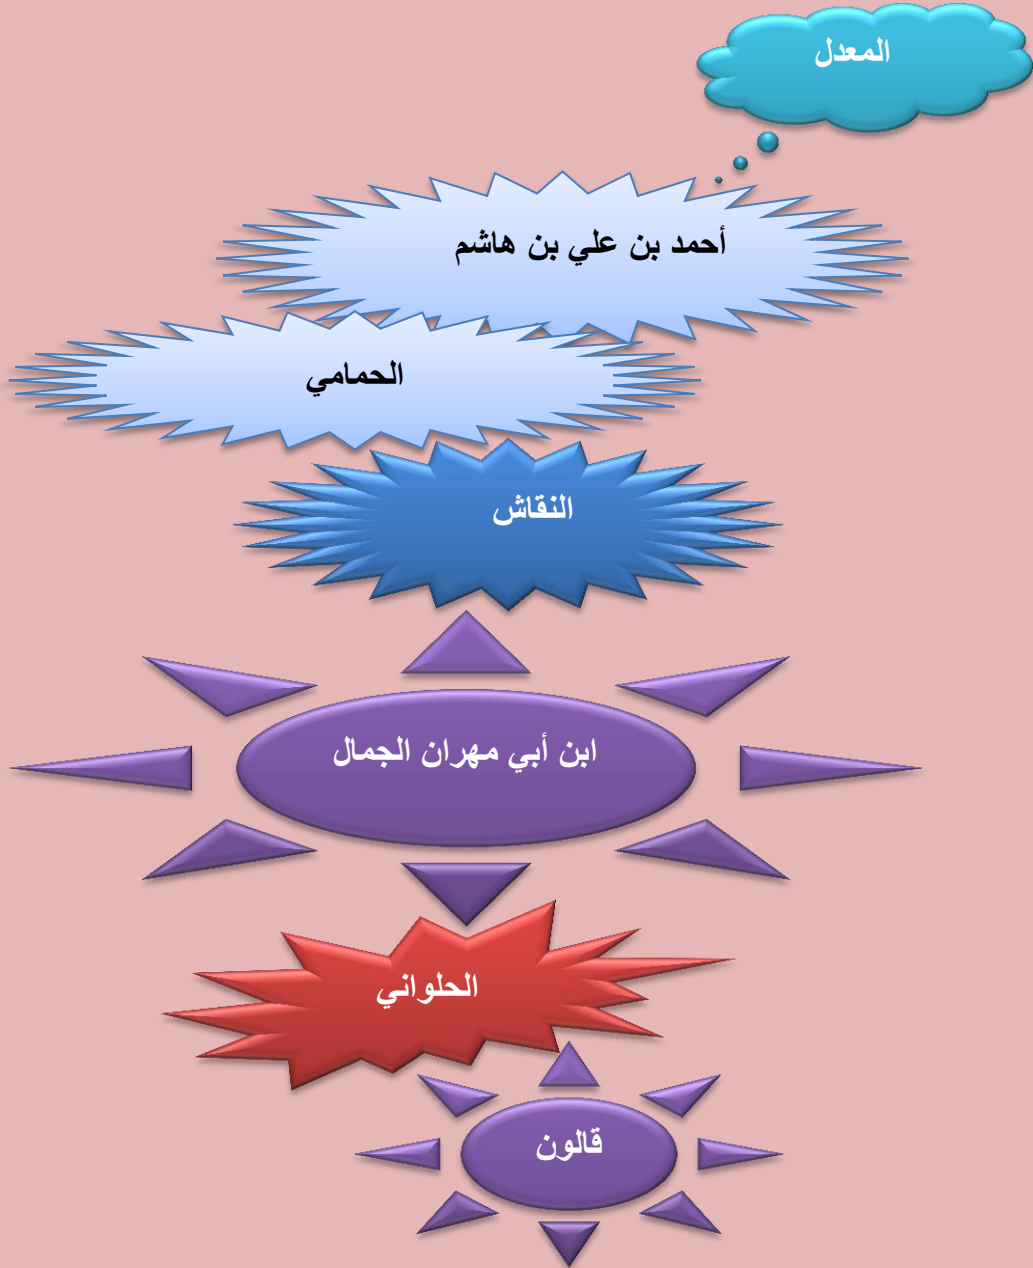 المعدل
أحمد بن علي بن هاشم
الحمامي
النقاش
ابن أبي مهران الجمال
الحلواني
قالون